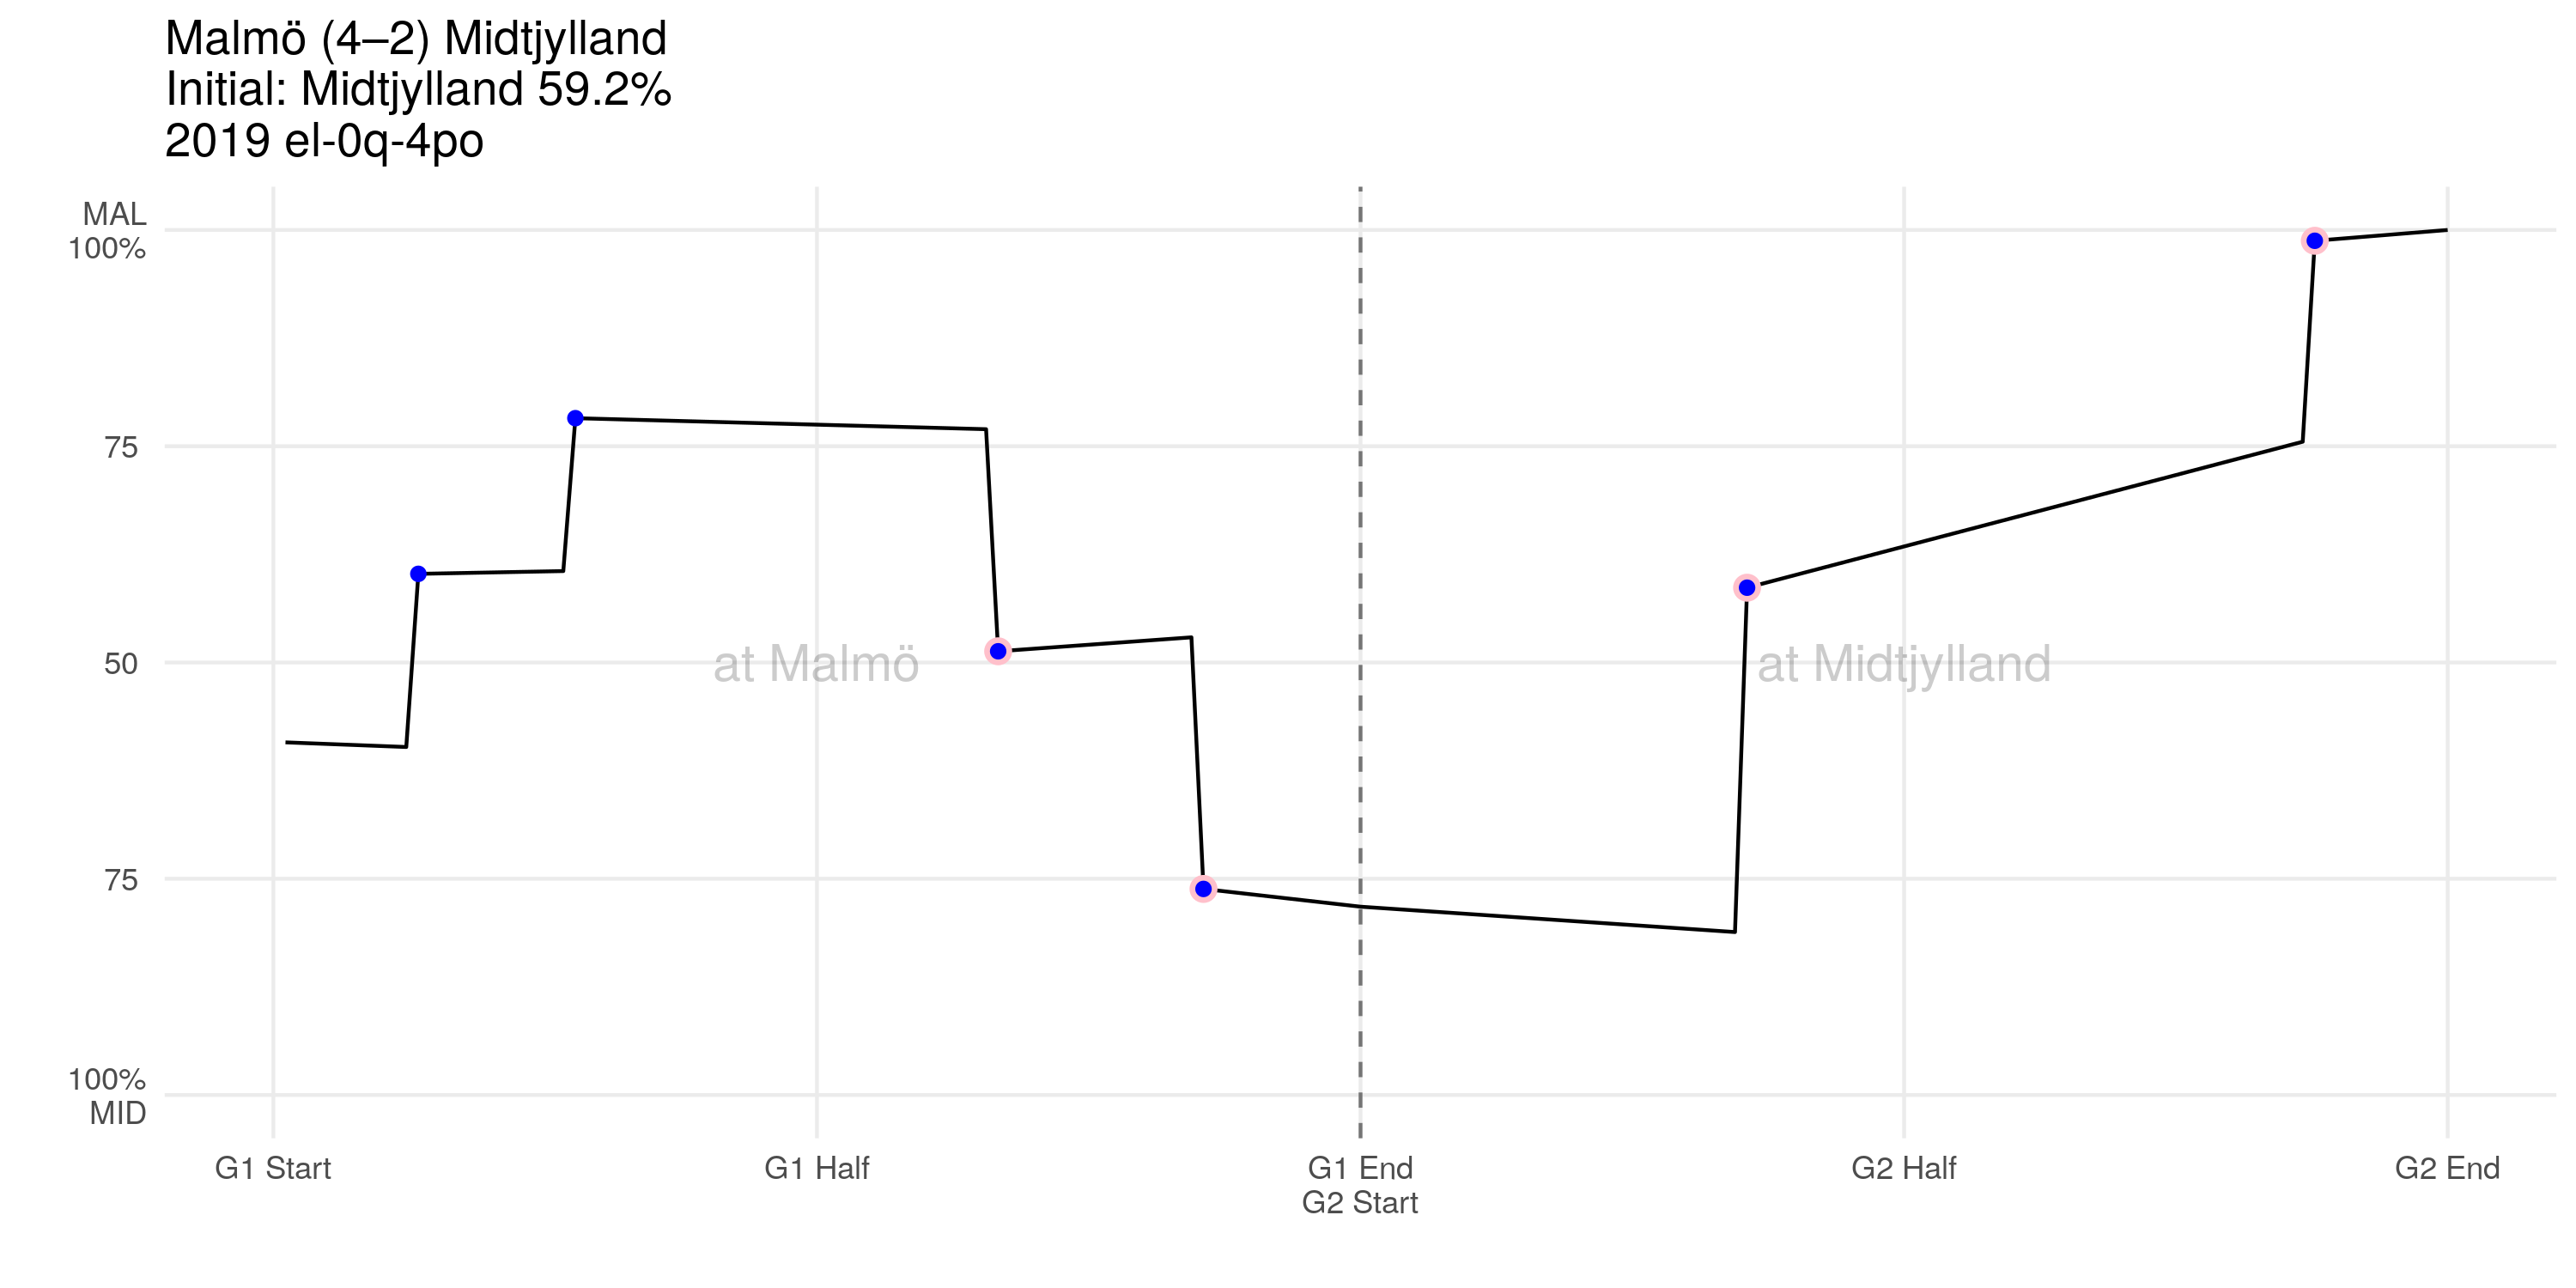 Malmö (4–2) Midtjylland
Initial: Midtjylland 59.2%
2019 el-0q-4po
MAL
100%
75
50
75
100%
MID
at Malmö
at Midtjylland
G1 Start
G1 Half
G1 End
G2 Start
G2 Half
G2 End